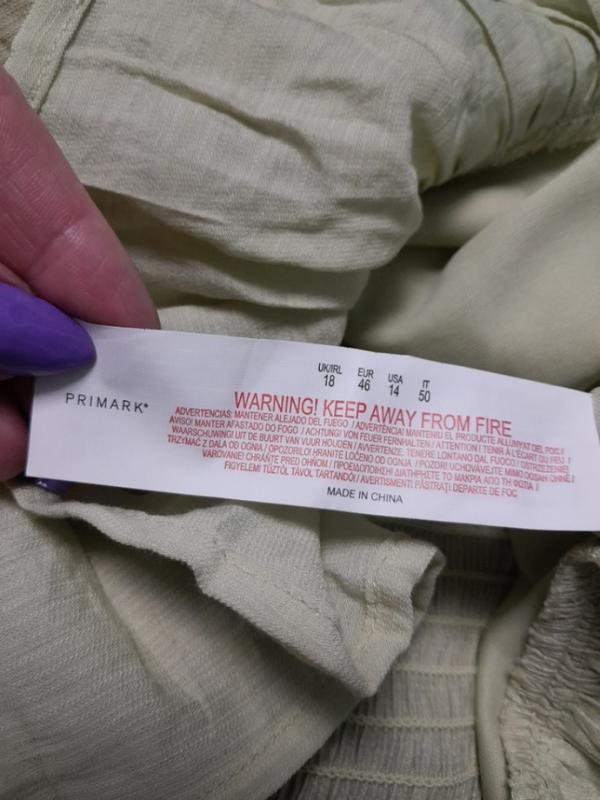 PRIMARK®
UK/IRL EUR USA IT
18 46 14 50
WARNING! KEEP AWAY FROM FIRE
ADVERTENCIAS: MANTENER ALEJADO DEL FUEGO / ADVERTÈNCIA! MANTENIU EL PRODUCTE ALLUNYAT DEL FOC /
AVISO! MANTER AFASTADO DO FOGO / ACHTUNG! VON FEUER FERNHALTEN / ATTENTION! TENIR À L'ÉCART DU FEU /
WAARSCHUWING! UIT DE BUURT VAN VUUR HOUDEN / AVVERTENZE: TENERE LONTANO DAL FUOCO / OSTRZEŻENIE!
TRZYMAĆ Z DALA OD OGNIA / OPOZORILO! HRANITE LOČENO OD OGNJA / POZOR! UCHOVÁVEJTE MIMO DOSAH OHNĚ /
VAROVANIE! CHRÁŇTE PRED OHŇOM / ΠΡΟΕΙΔΟΠΟΙΗΣΗ! ΔΙΑΤΗΡΗΣΤΕ ΤΟ ΜΑΚΡΙΑ ΑΠΟ ΤΗ ΦΩΤΙΑ /
FIGYELEM! TŰZTŐL TÁVOL TARTANDÓ! / AVERTISMENT! PĂSTRAȚI DEPARTE DE FOC
MADE IN CHINA